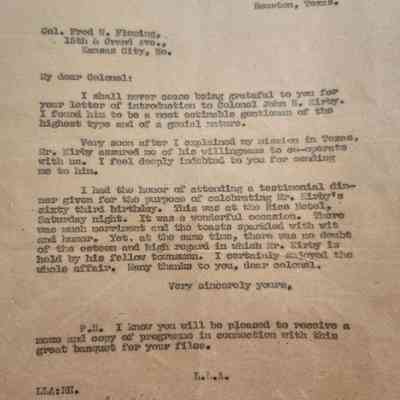 Houston, Texas.
Col. Fred W. Fleming,
15th & Grand Ave.,
Kansas City, Mo.
My dear Colonel:
I shall never cease being grateful to you for
your letter of introduction to Colonel John H. Kirby.
I found him to be a most estimable gentleman of the
highest type and of a genial nature.
Very soon after I explained my mission in Texas,
Mr. Kirby assured me of his willingness to co-operate
with us. I feel deeply indebted to you for sending
me to him.
I had the honor of attending a testimonial din-
ner given for the purpose of celebrating Mr. Kirby's
sixty third birthday. This was at the Rice Hotel,
Saturday night. It was a wonderful occasion. There
was much merriment and the toasts sparkled with wit
and humor. Yet, at the same time, there was no doubt
of the esteem and high regard in which Mr. Kirby is
held by his fellow townsmen. I certainly enjoyed the
whole affair. Many thanks to you, dear colonel.
Very sincerely yours,
P.S. I know you will be pleased to receive a
menu and copy of programe in connection with this
great banquet for your files.
L.L.A.
LLA: